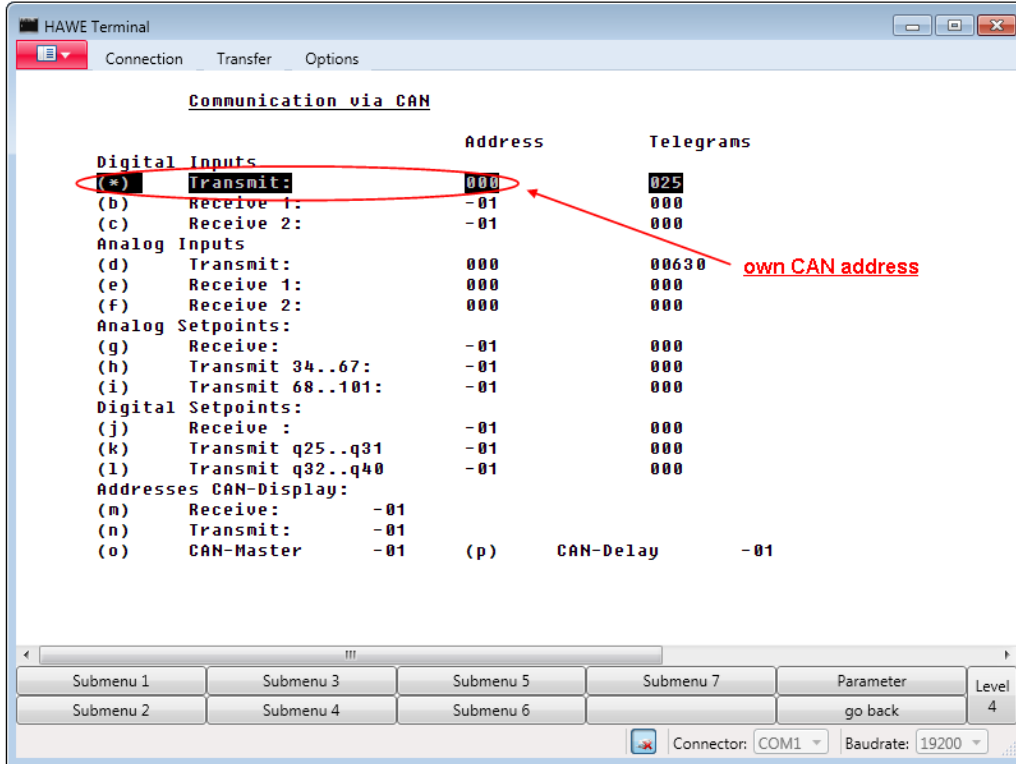 HAWE Terminal
Connection Transfer Options
Communication via CAN
Address Telegrams
Digital Inputs
(*) Transmit: 000 025
(b) Receive 1: -01 000
(c) Receive 2: -01 000
Analog Inputs
(d) Transmit: 000 00630 own CAN address
(e) Receive 1: 000 000
(f) Receive 2: 000 000
Analog Setpoints:
(g) Receive: -01 000
(h) Transmit 34..67: -01 000
(i) Transmit 68..101: -01 000
Digital Setpoints:
(j) Receive : -01 000
(k) Transmit q25..q31 -01 000
(l) Transmit q32..q40 -01 000
Addresses CAN-Display:
(m) Receive: -01
(n) Transmit: -01
(o) CAN-Master -01 (p) CAN-Delay -01
Submenu 1 Submenu 3 Submenu 5 Submenu 7 Parameter Level
Submenu 2 Submenu 4 Submenu 6 go back 4
Connector: COM1 Baudrate: 19200